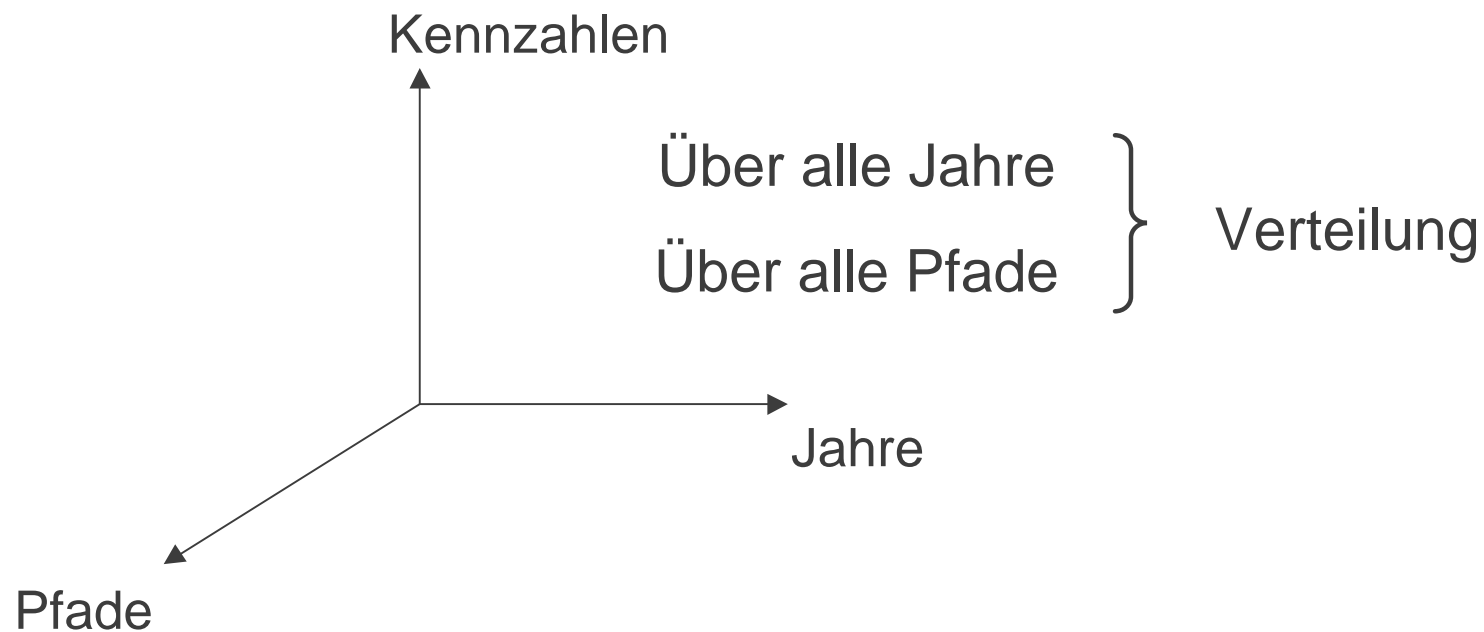 Kennzahlen
Über alle Jahre
Verteilung
Über alle Pfade
Jahre
Pfade